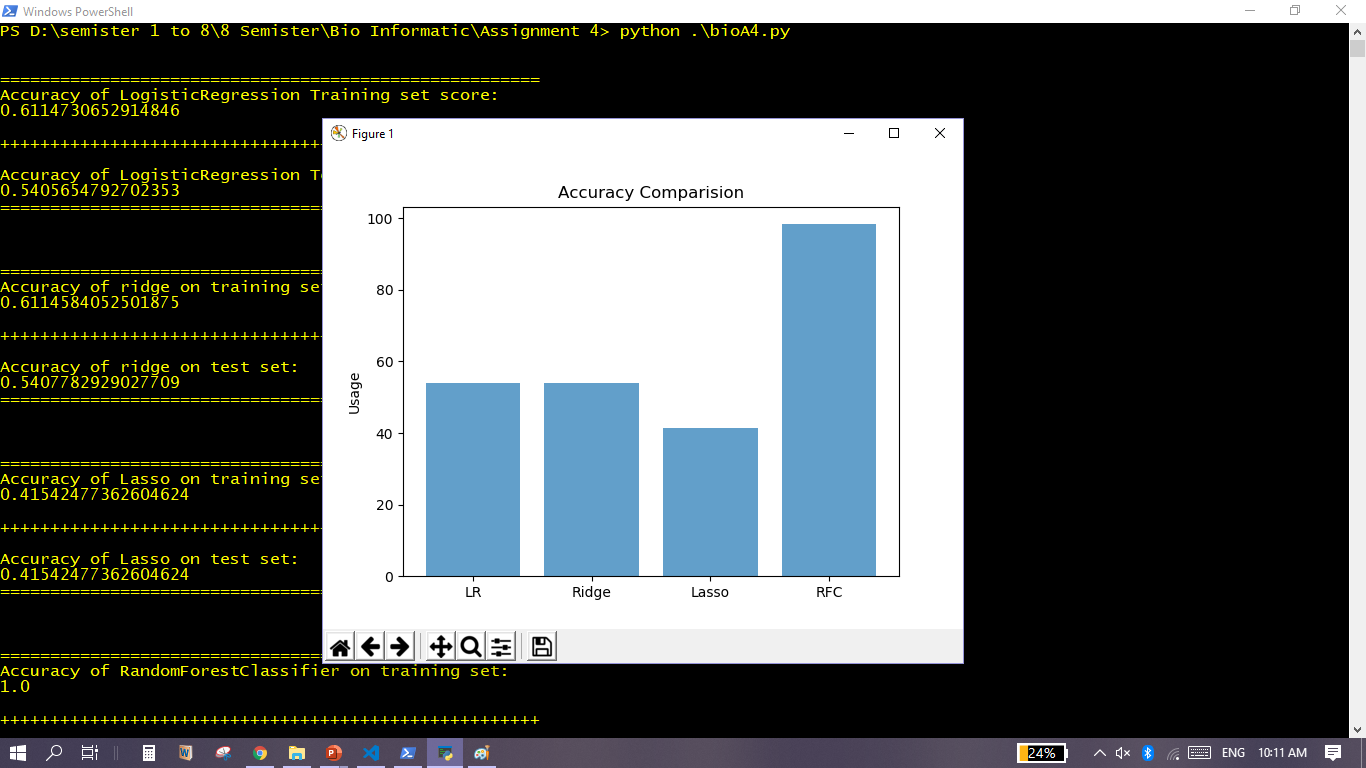 Windows PowerShell
PS D:\semister 1 to 8\8 Semister\Bio Informatic\Assignment 4> python .\bioA4.py
======================================================
Accuracy of LogisticRegression Training set score:
0.6114730652914846
++++++++++++++++++++++++++++++++
Accuracy of LogisticRegression T
0.5405654792702353
================================
================================
Accuracy of ridge on training se
0.6114584052501875
++++++++++++++++++++++++++++++++
Accuracy of ridge on test set:
0.5407782929027709
================================
================================
Accuracy of Lasso on training se
0.41542477362604624
++++++++++++++++++++++++++++++++
Accuracy of Lasso on test set:
0.41542477362604624
================================
================================
Accuracy of RandomForestClassifier on training set:
1.0
++++++++++++++++++++++++++++++++++++++++++++++++++++++
Figure 1
Accuracy Comparision
Usage
100
80
60
40
20
0
LR Ridge Lasso RFC
24% ENG 10:11 AM